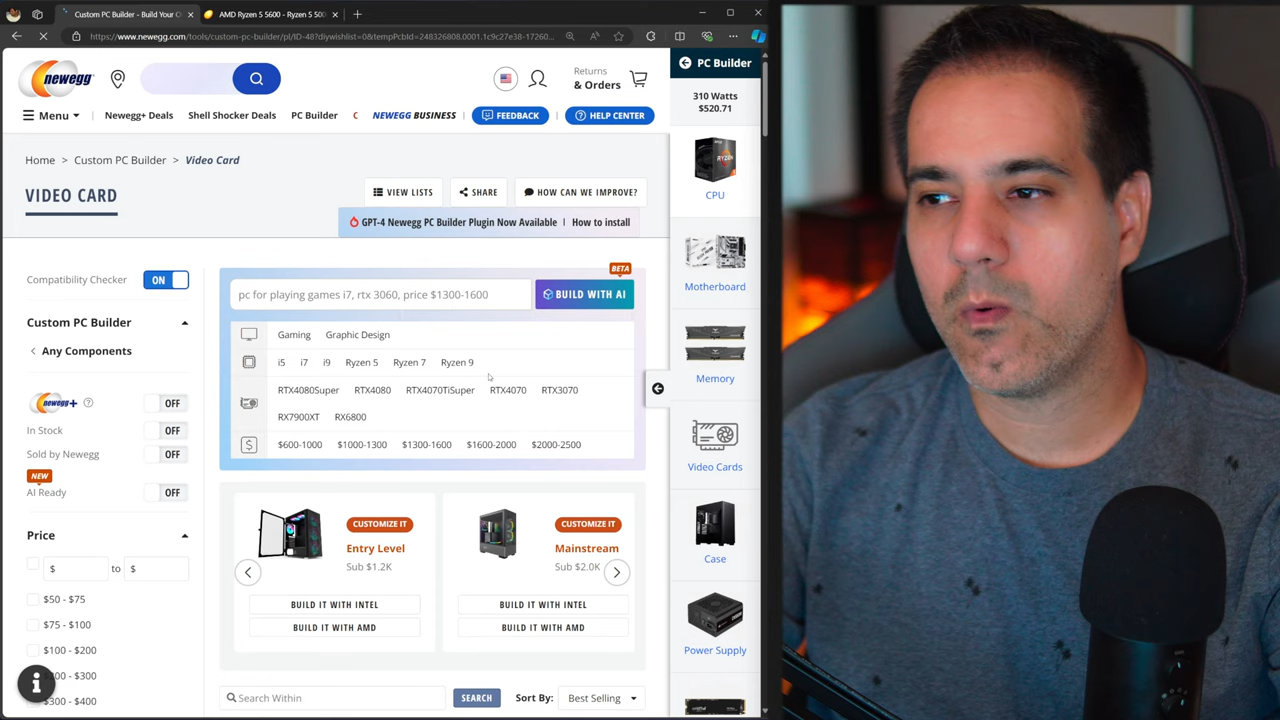 Custom PC Builder - Build Your C
AMD Ryzen 5 5600 - Ryzen 5 500
https://www.newegg.com/tools/custom-pc-builder/pl/ID-48?diywishlist=0&tempPcbId=248326808.0001.1c9c27e38-17260...
newegg
Returns
& Orders
Menu
Newegg+ Deals
Shell Shocker Deals
PC Builder
NEWEGG BUSINESS
FEEDBACK
HELP CENTER
Home > Custom PC Builder > Video Card
VIDEO CARD
VIEW LISTS
SHARE
HOW CAN WE IMPROVE?
GPT-4 Newegg PC Builder Plugin Now Available | How to install
Compatibility Checker
ON
Custom PC Builder
Any Components
newegg+
OFF
In Stock
OFF
Sold by Newegg
OFF
NEW
AI Ready
OFF
Price
$ to $
$50 - $75
$75 - $100
$100 - $200
$300
$300 - $400
BETA
pc for playing games i7, rtx 3060, price $1300-1600
BUILD WITH AI
Gaming Graphic Design
i5 i7 i9 Ryzen 5 Ryzen 7 Ryzen 9
RTX4080Super RTX4080 RTX4070TiSuper RTX4070 RTX3070
RX7900XT RX6800
$600-1000 $1000-1300 $1300-1600 $1600-2000 $2000-2500
CUSTOMIZE IT
Entry Level
Sub $1.2K
BUILD IT WITH INTEL
BUILD IT WITH AMD
CUSTOMIZE IT
Mainstream
Sub $2.0K
BUILD IT WITH INTEL
BUILD IT WITH AMD
Search Within
SEARCH
Sort By:
Best Selling
PC Builder
310 Watts
$520.71
RYZEN
CPU
Motherboard
Memory
Video Cards
Case
Power Supply